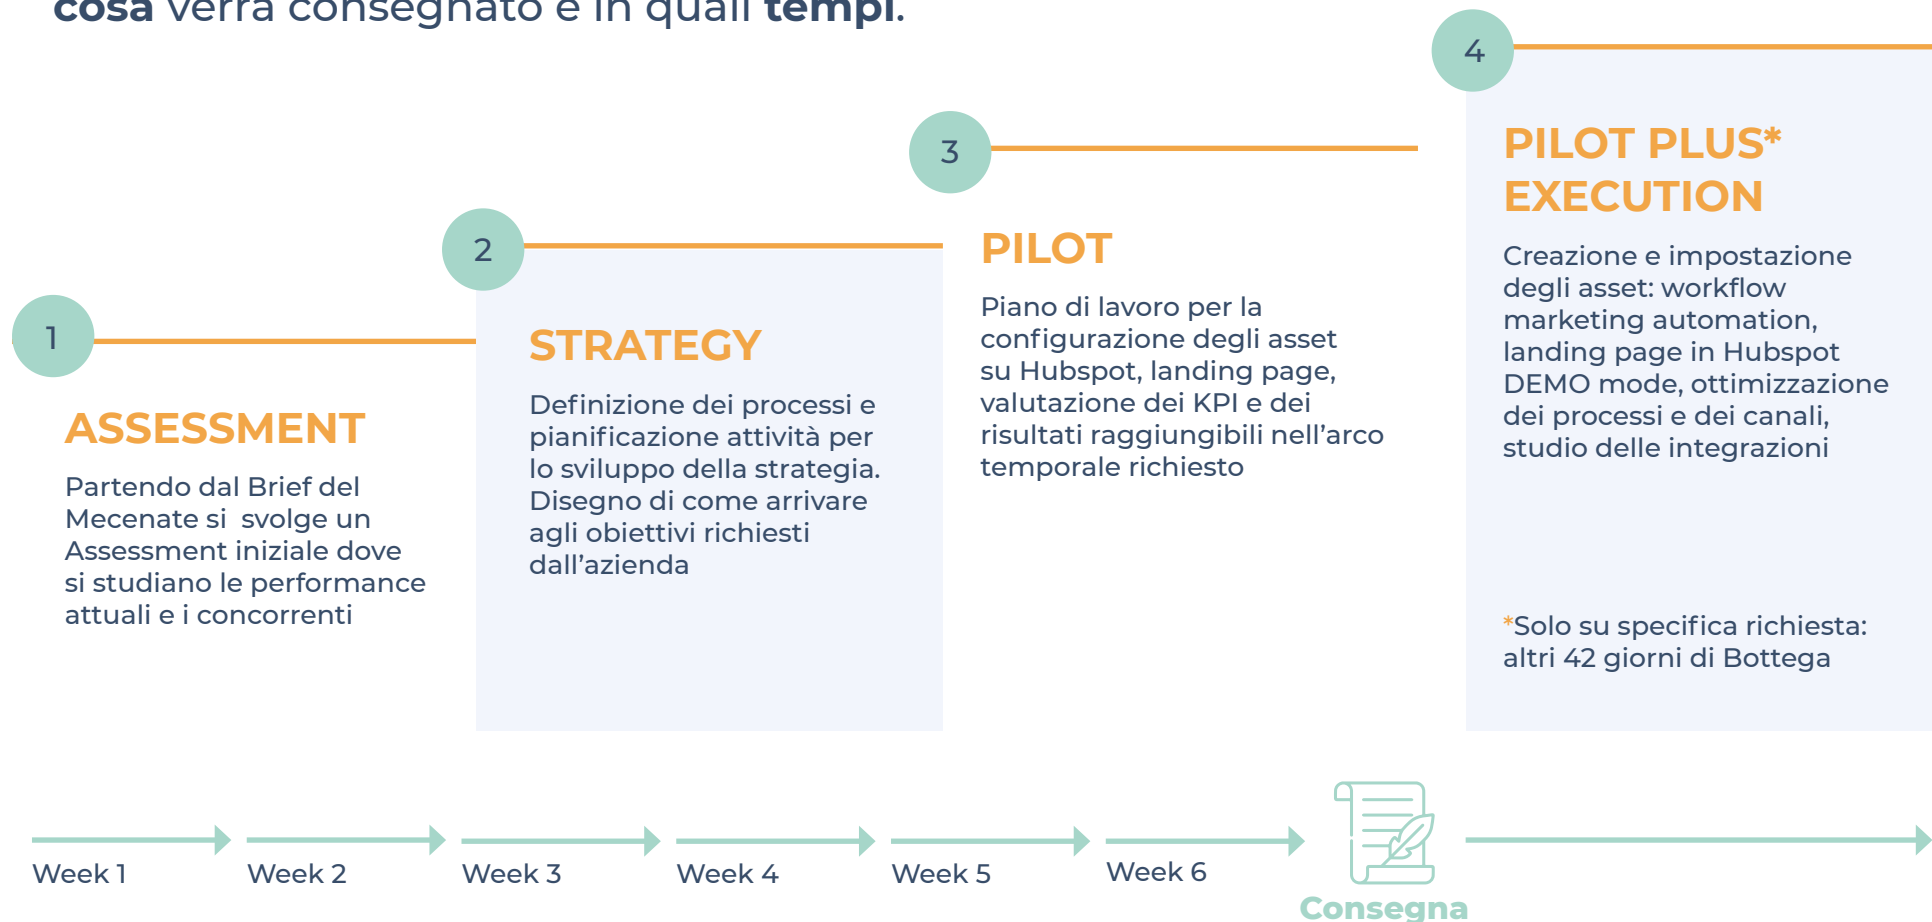 cosa verrà consegnato e in quali tempi.
1
ASSESSMENT
Partendo dal Brief del
Mecenate si svolge un
Assessment iniziale dove
si studiano le performance
attuali e i concorrenti
2
STRATEGY
Definizione dei processi e
pianificazione attività per
lo sviluppo della strategia.
Disegno di come arrivare
agli obiettivi richiesti
dall’azienda
3
PILOT
Piano di lavoro per la
configurazione degli asset
su Hubspot, landing page,
valutazione dei KPI e dei
risultati raggiungibili nell’arco
temporale richiesto
4
PILOT PLUS*
EXECUTION
Creazione e impostazione
degli asset: workflow
marketing automation,
landing page in Hubspot
DEMO mode, ottimizzazione
dei processi e dei canali,
studio delle integrazioni
*Solo su specifica richiesta:
altri 42 giorni di Bottega
Week 1
Week 2
Week 3
Week 4
Week 5
Week 6
Consegna